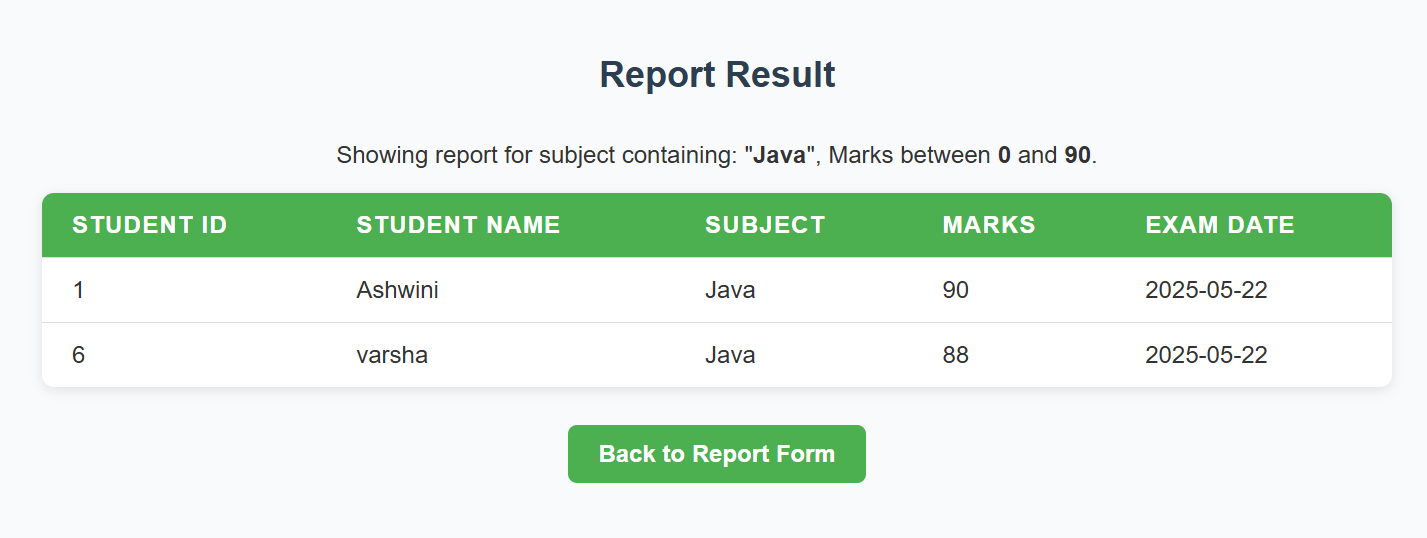 Report Result
Showing report for subject containing: "Java", Marks between 0 and 90.
STUDENT ID STUDENT NAME SUBJECT MARKS EXAM DATE
1 Ashwini Java 90 2025-05-22
6 varsha Java 88 2025-05-22
Back to Report Form